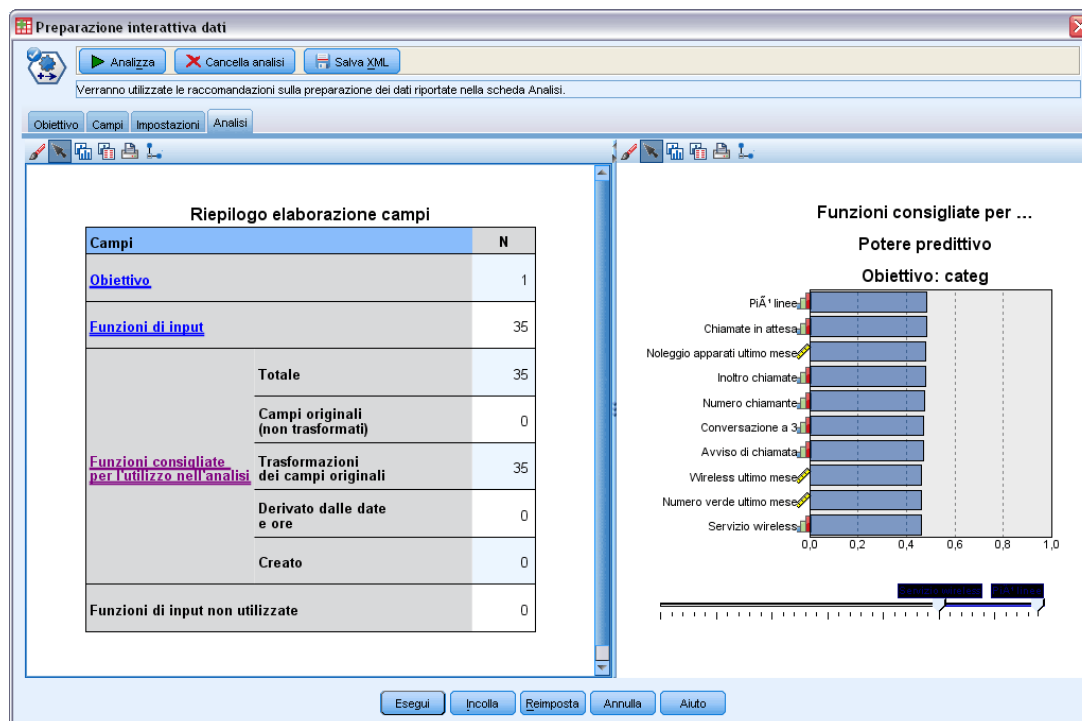 Preparazione interattiva dati
Analizza
Cancella analisi
Salva XML
Verranno utilizzate le raccomandazioni sulla preparazione dei dati riportate nella scheda Analisi.
Obiettivo Campi Impostazioni Analisi
Riepilogo elaborazione campi
Campi N
Obiettivo 1
Funzioni di input 35
Funzioni consigliate
per l'utilizzo nell'analisi
Totale 35
Campi originali
(non trasformati) 0
Trasformazioni
dei campi originali 35
Derivato dalle date
e ore 0
Creato 0
Funzioni di input non utilizzate 0
Funzioni consigliate per ...
Potere predittivo
Obiettivo: categ
PiÃ¹ linee
Chiamate in attesa
Noleggio apparati ultimo mese
Inoltro chiamate
Numero chiamante
Conversazione a 3
Avviso di chiamata
Wireless ultimo mese
Numero verde ultimo mese
Servizio wireless
0,0 0,2 0,4 0,6 0,8 1,0
Esegui Incolla Reimposta Annulla Aiuto